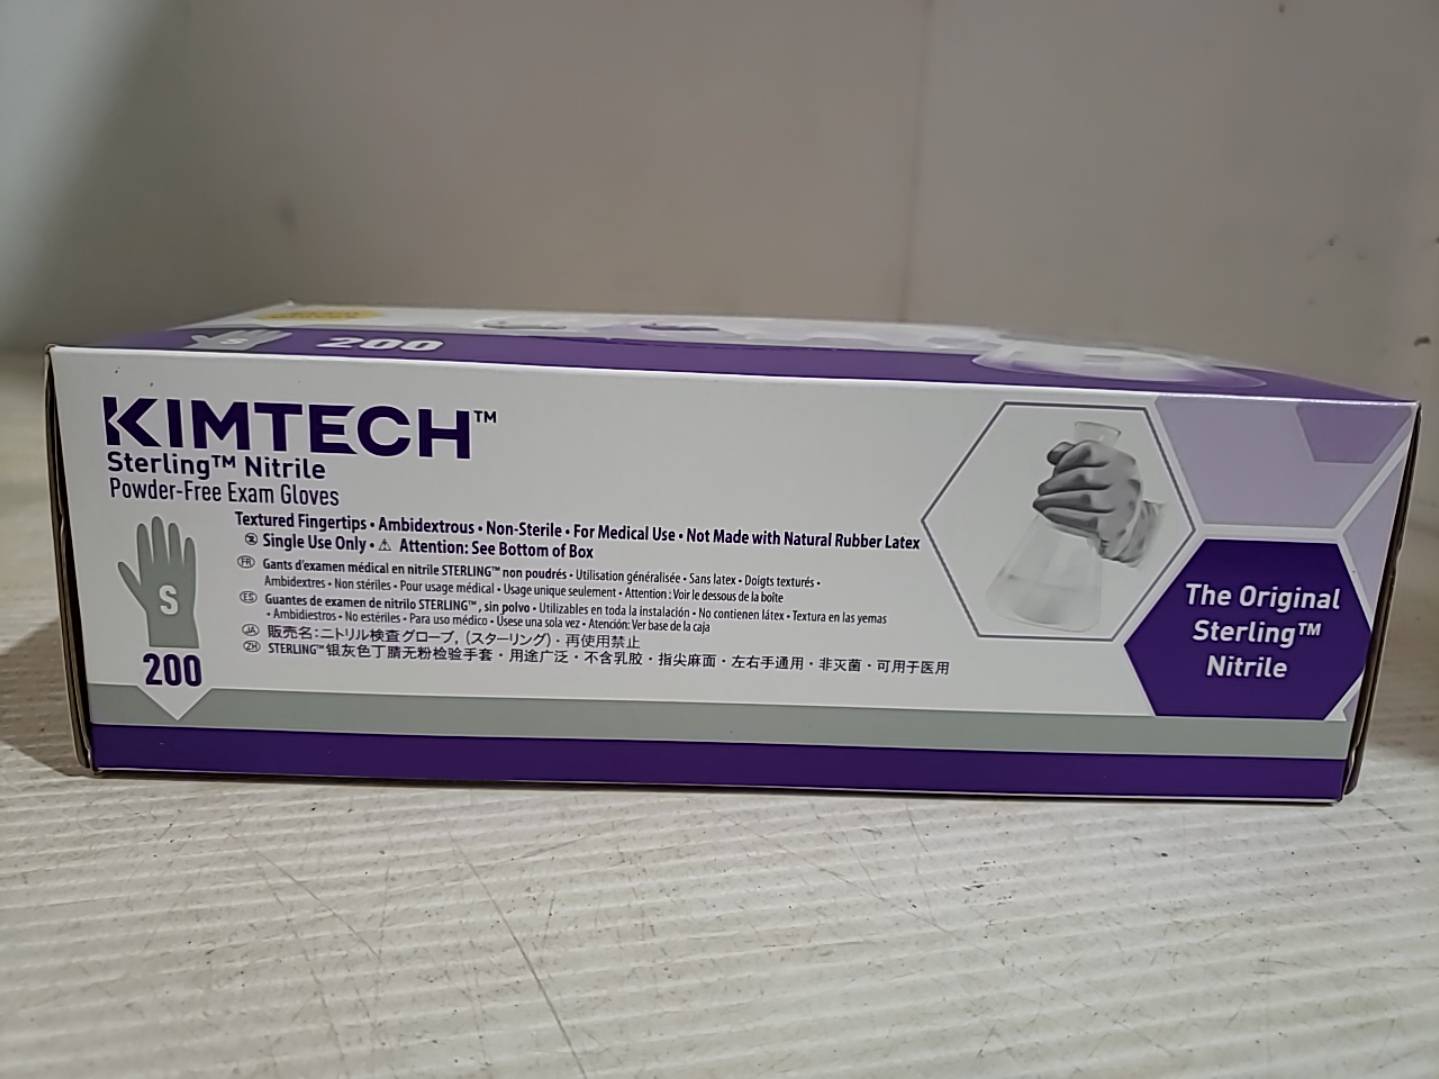 S 200
KIMTECH™
Sterling™ Nitrile
Powder-Free Exam Gloves
Textured Fingertips • Ambidextrous • Non-Sterile • For Medical Use • Not Made with Natural Rubber Latex
Single Use Only • ⚠ Attention: See Bottom of Box
FR Gants d'examen médical en nitrile STERLING™ non poudrés • Utilisation généralisée • Sans latex • Doigts texturés •
Ambidextres • Non stériles • Pour usage médical • Usage unique seulement • Attention : Voir le dessous de la boîte
ES Guantes de examen de nitrilo STERLING™, sin polvo • Utilizables en toda la instalación • No contienen látex • Textura en las yemas
• Ambidiestros • No estériles • Para uso médico • Úsese una sola vez • Atención: Ver base de la caja
JA 販売名：ニトリル検査グローブ,（スターリング）・再使用禁止
ZH STERLING™银灰色丁腈无粉检验手套・用途广泛・不含乳胶・指尖麻面・左右手通用・非灭菌・可用于医用
S
200
The Original
Sterling™
Nitrile